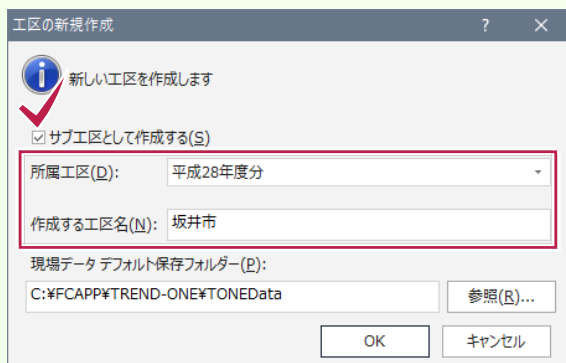 工区の新規作成 ? ×
新しい工区を作成します
サブ工区として作成する(S)
所属工区(D): 平成28年度分
作成する工区名(N): 坂井市
現場データ デフォルト保存フォルダー(P):
C:¥FCAPP¥TREND-ONE¥TONEData 参照(R)...
OK キャンセル